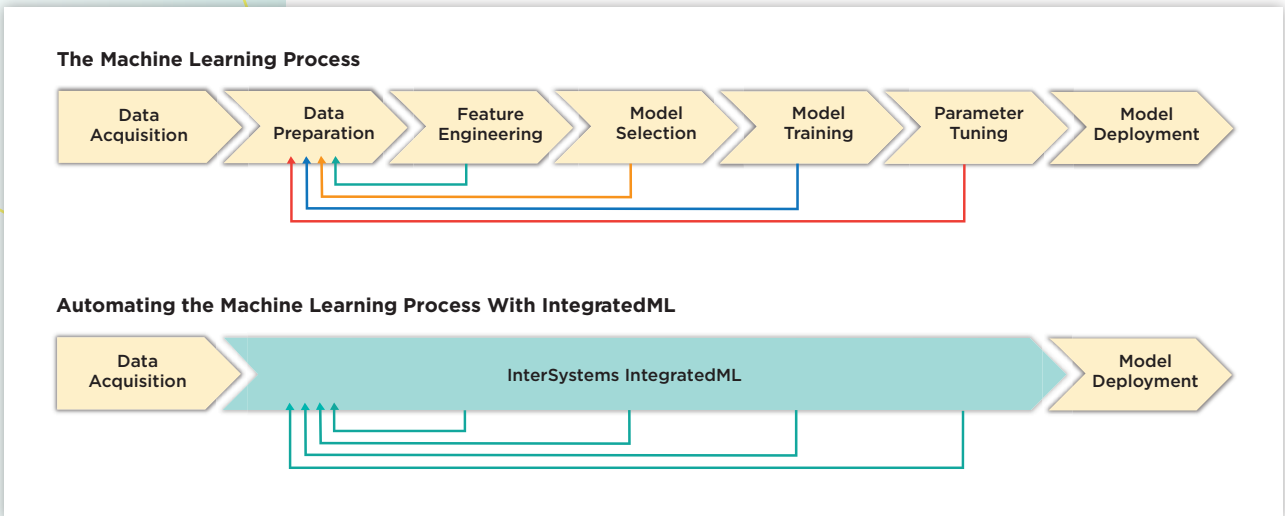 The Machine Learning Process
Data
Acquisition
Data
Preparation
Feature
Engineering
Model
Selection
Model
Training
Parameter
Tuning
Model
Deployment
Automating the Machine Learning Process With IntegratedML
Data
Acquisition
InterSystems IntegratedML
Model
Deployment